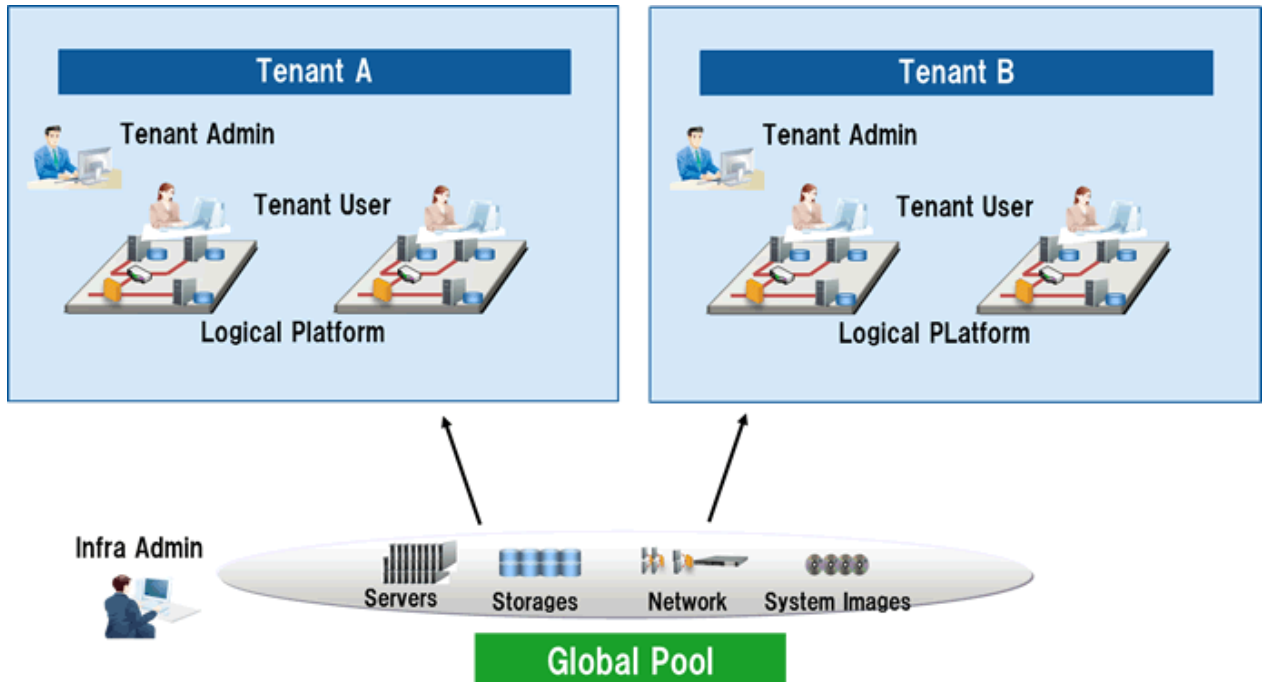 Tenant A
Tenant Admin
Tenant User
Logical Platform
Tenant B
Tenant Admin
Tenant User
Logical PLatform
Infra Admin
Servers
Storages
Network
System Images
Global Pool